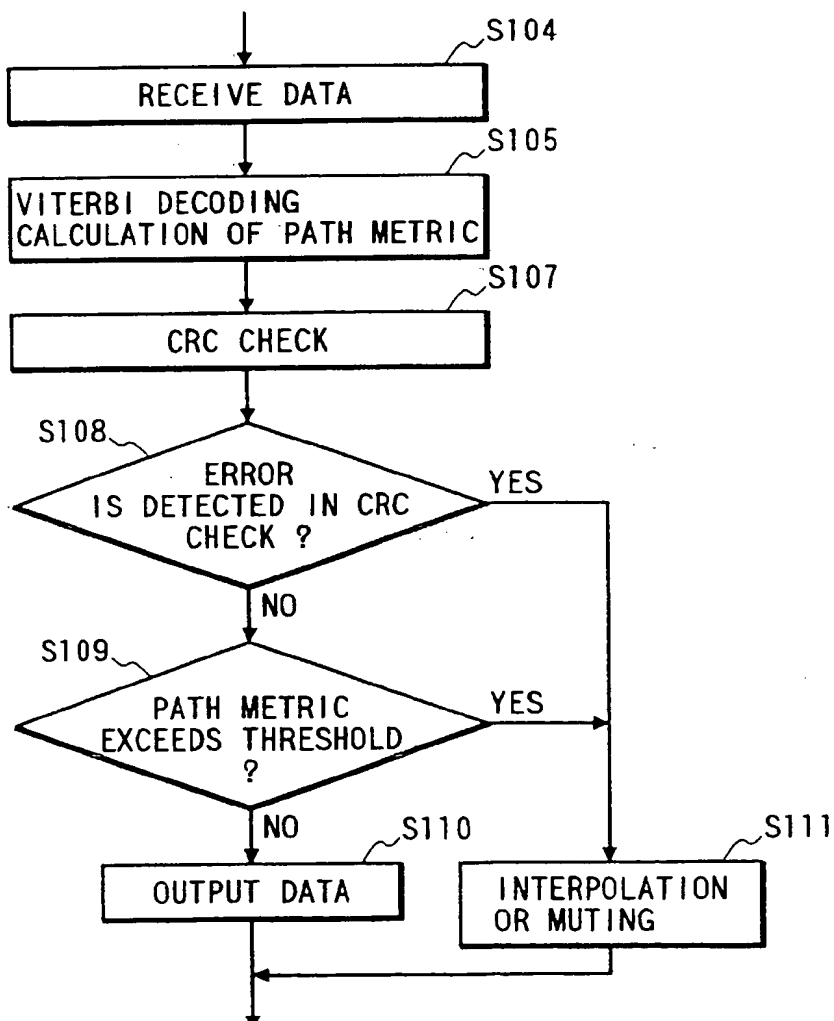 S104
RECEIVE DATA
S105
VITERBI DECODING
CALCULATION OF PATH METRIC
S107
CRC CHECK
S108
ERROR
IS DETECTED IN CRC
CHECK ?
YES
NO
S109
PATH METRIC
EXCEEDS THRESHOLD
?
YES
NO
S110
OUTPUT DATA
S111
INTERPOLATION
OR MUTING